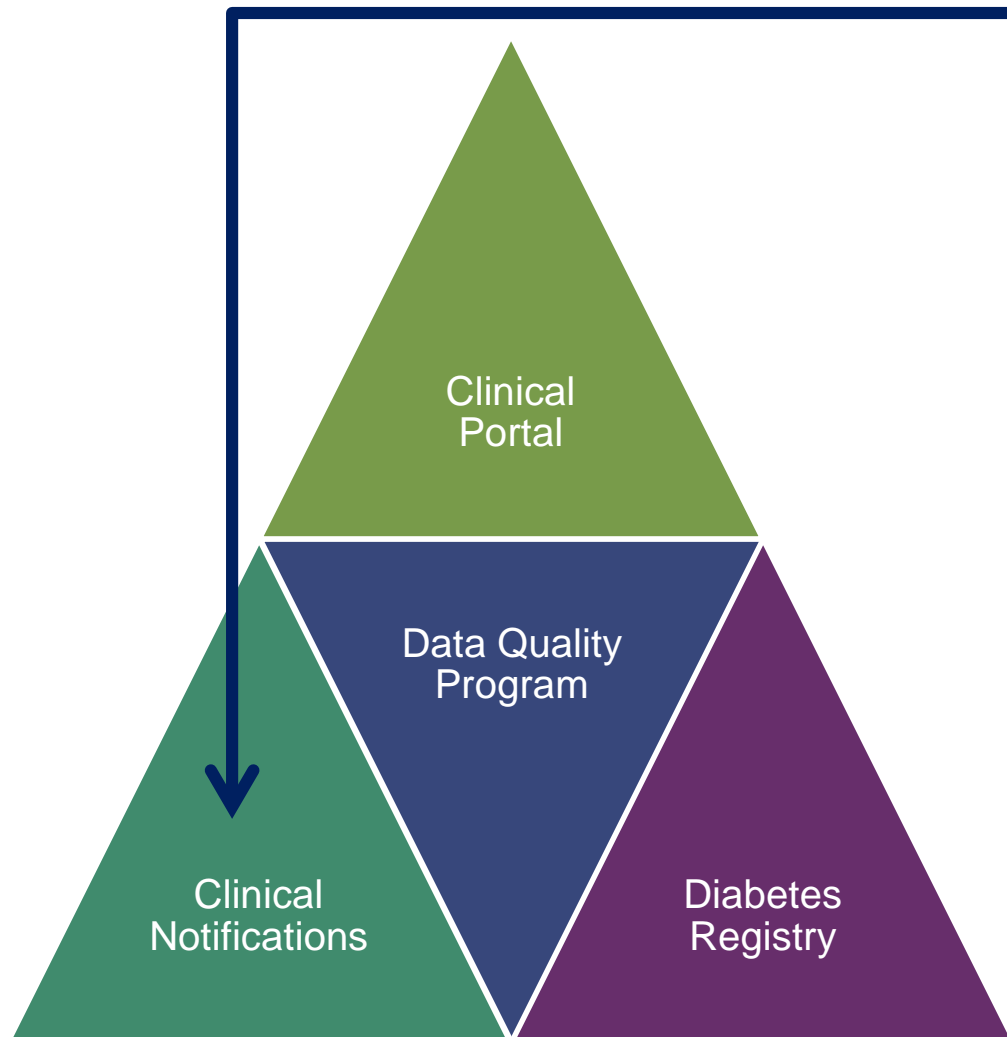 Clinical
Portal
Data Quality
Program
Clinical
Notifications
Diabetes
Registry